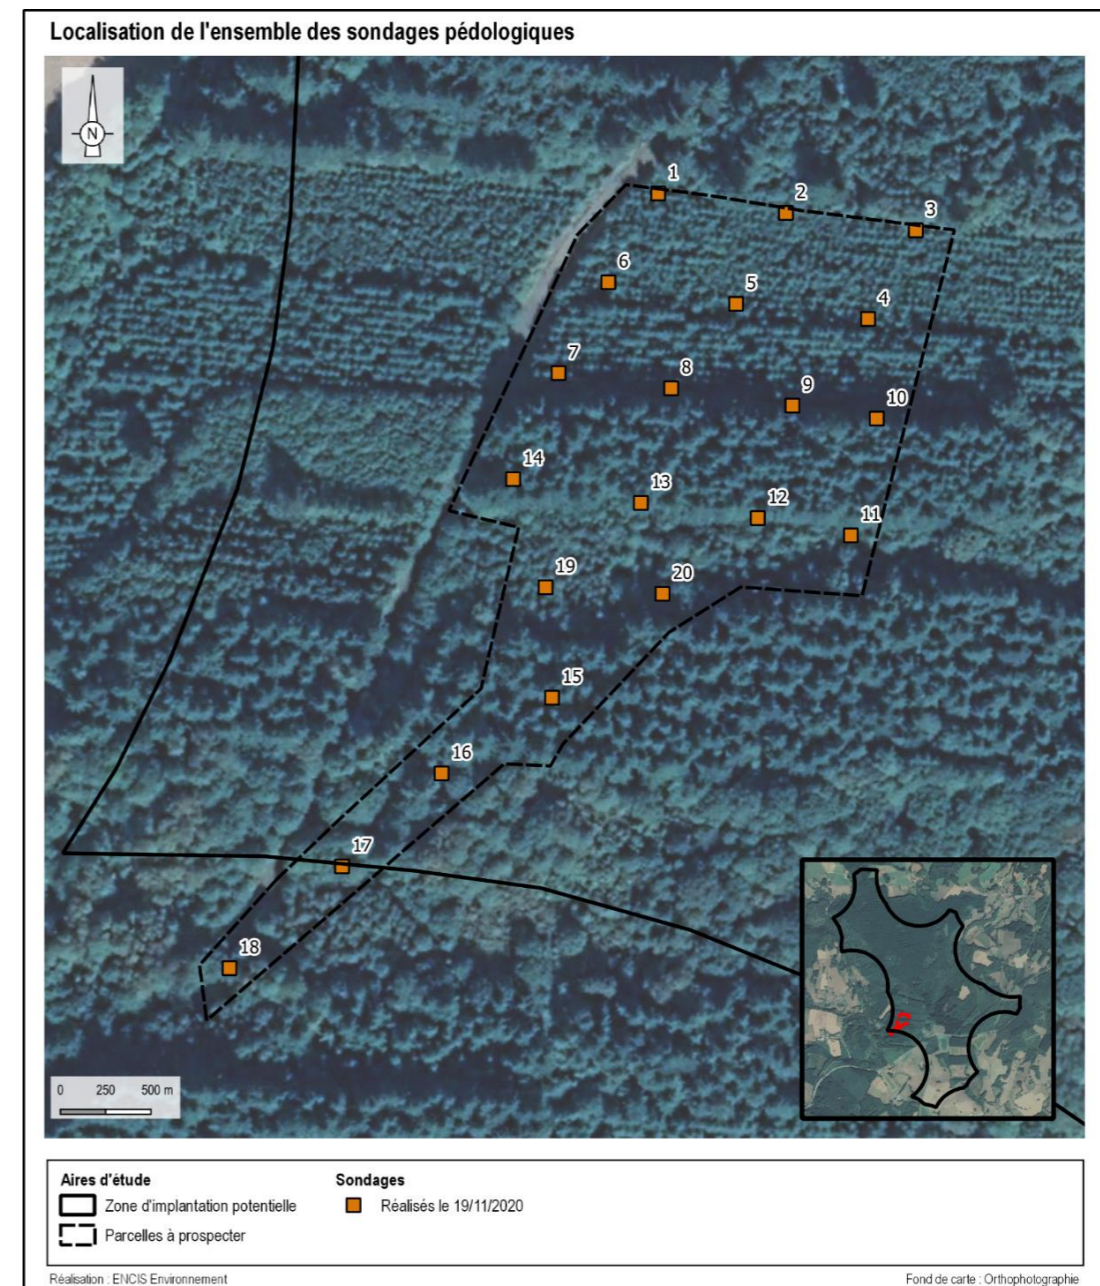 Localisation de l'ensemble des sondages pédologiques
N
1
2
3
6
5
4
7
8
9
10
14
13
12
11
19
20
15
16
17
18
0 250 500 m
Aires d'étude
Zone d'implantation potentielle
Parcelles à prospecter
Sondages
Réalisés le 19/11/2020
Réalisation : ENCIS Environnement
Fond de carte : Orthophotographie